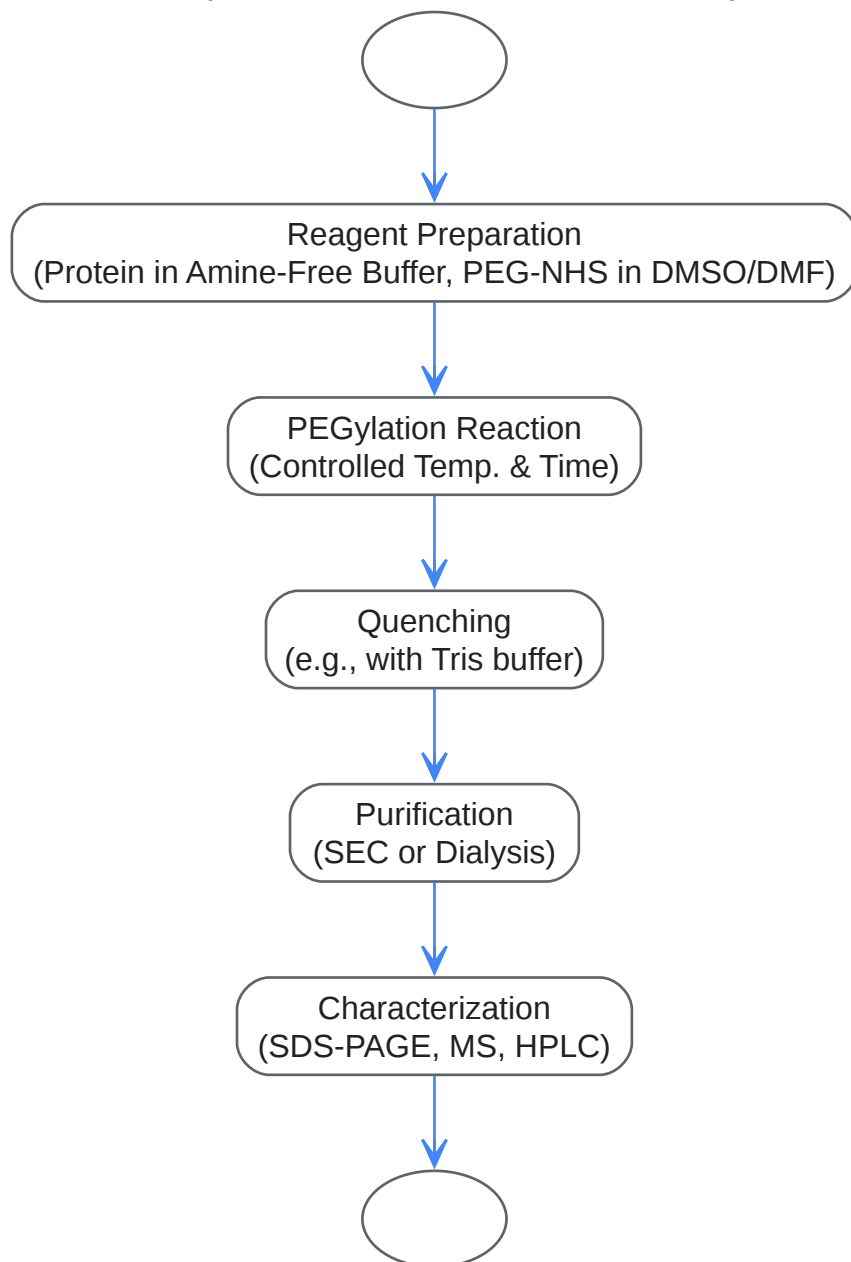 Reagent Preparation
(Protein in Amine-Free Buffer, PEG-NHS in DMSO/DMF)
PEGylation Reaction
(Controlled Temp. & Time)
Quenching
(e.g., with Tris buffer)
Purification
(SEC or Dialysis)
Characterization
(SDS-PAGE, MS, HPLC)